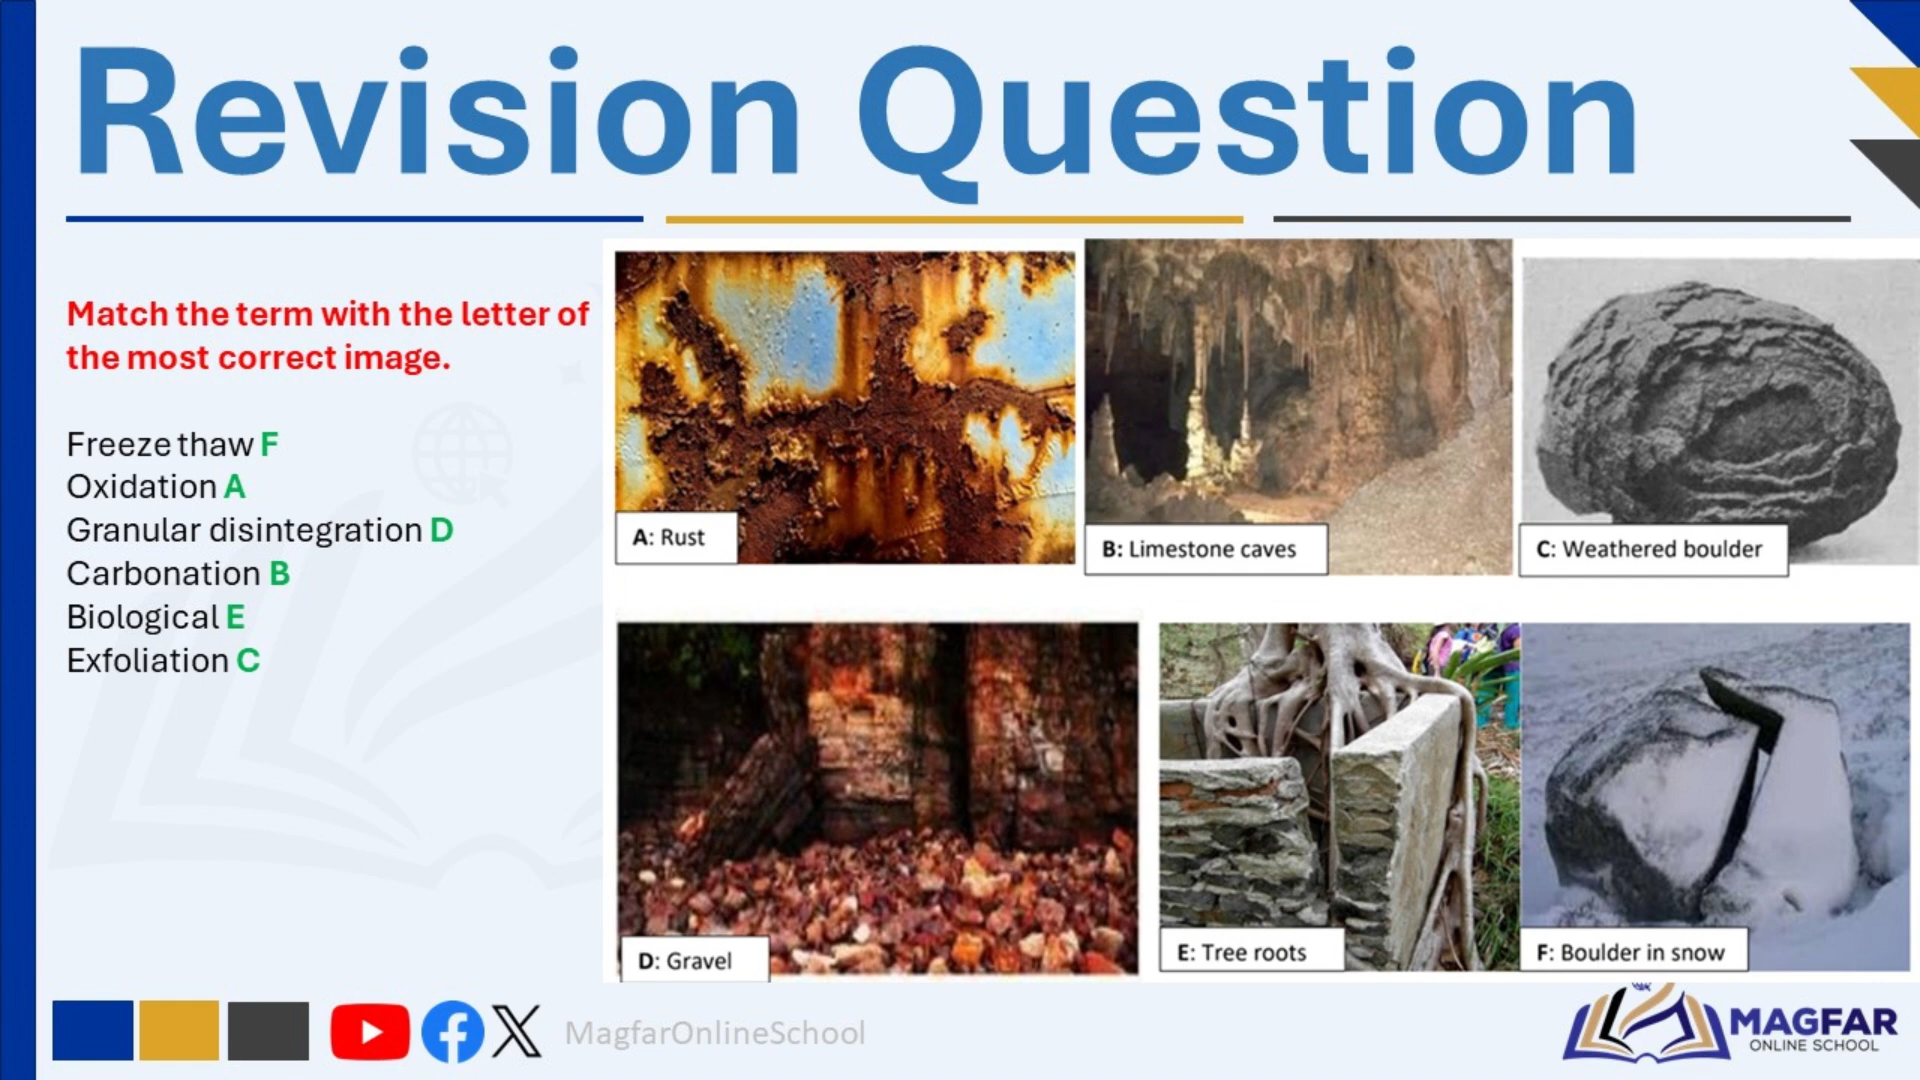 Revision Question
Match the term with the letter of
the most correct image.
Freeze thaw F
Oxidation A
Granular disintegration D
Carbonation B
Biological E
Exfoliation C
A: Rust
B: Limestone caves
C: Weathered boulder
D: Gravel
E: Tree roots
F: Boulder in snow
MagfarOnlineSchool
MAGFAR
ONLINE SCHOOL